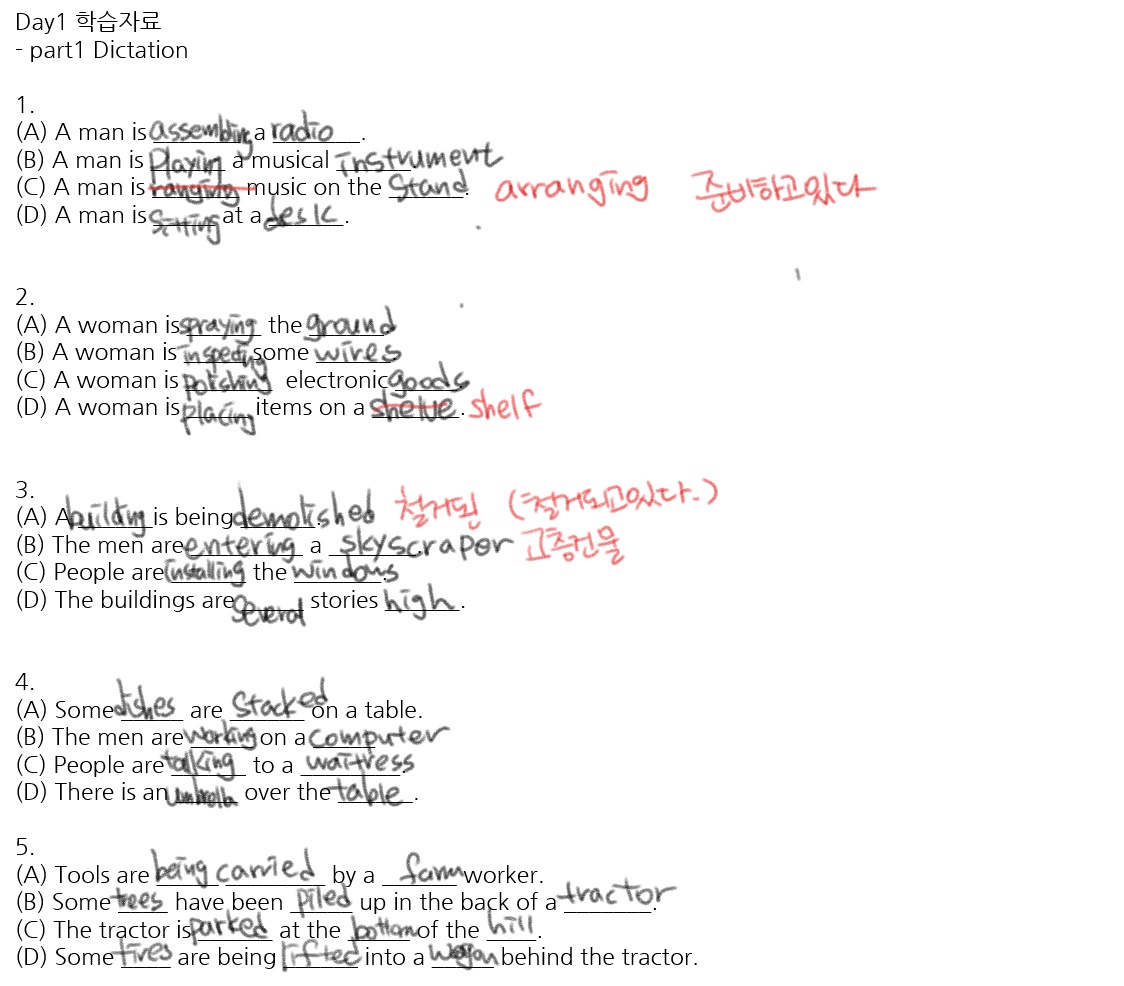 Day1 학습자료
- part1 Dictation
1.
(A) A man is assembling a radio.
(B) A man is playing a musical instrument
(C) A man is ranging music on the stand. arranging 준비하고있다
(D) A man is sitting at a desk.
2.
(A) A woman is spraying the ground
(B) A woman is inspecting some wires
(C) A woman is polishing electronic goods
(D) A woman is placing items on a shelve. shelf
3.
(A) A building is being demolished. 철거된 (철거되고있다.)
(B) The men are entering a skyscraper 고층건물
(C) People are installing the windows.
(D) The buildings are several stories high.
4.
(A) Some dishes are stacked on a table.
(B) The men are working on a computer
(C) People are talking to a waitress.
(D) There is an umbrella over the table.
5.
(A) Tools are being carried by a farm worker.
(B) Some trees have been piled up in the back of a tractor.
(C) The tractor is parked at the bottom of the hill.
(D) Some tires are being lifted into a wagon behind the tractor.